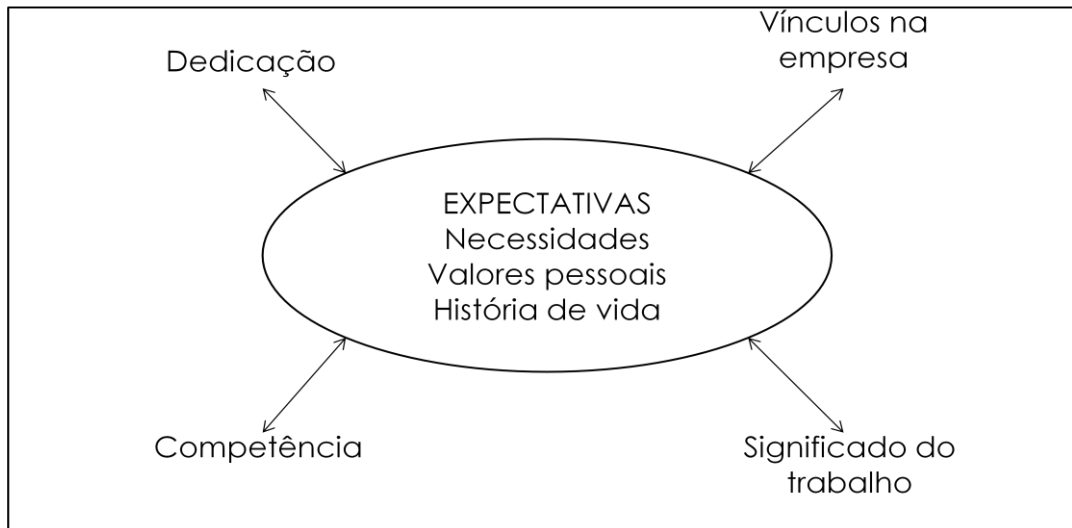 Dedicação
Vínculos na
empresa
EXPECTATIVAS
Necessidades
Valores pessoais
História de vida
Competência
Significado do
trabalho